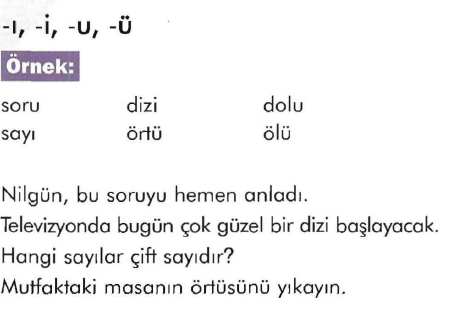 -ı, -i, -u, -ü
Örnek:
soru dizi dolu
sayı örtü ölü
Nilgün, bu soruyu hemen anladı.
Televizyonda bugün çok güzel bir dizi başlayacak.
Hangi sayılar çift sayıdır?
Mutfaktaki masanın örtüsünü yıkayın.